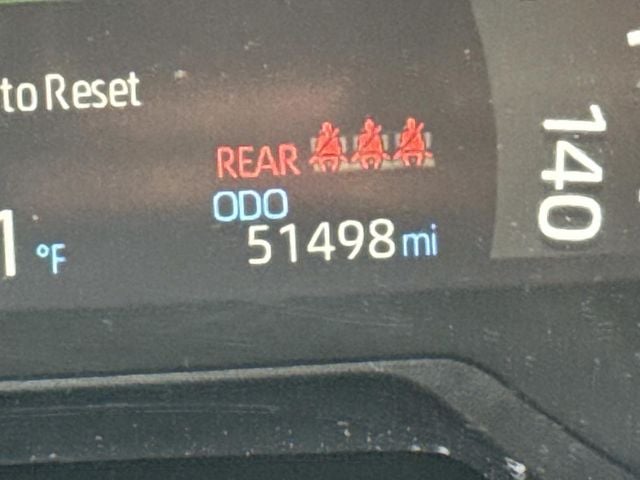 to Reset
REAR
ODO
51498 mi
°F
140